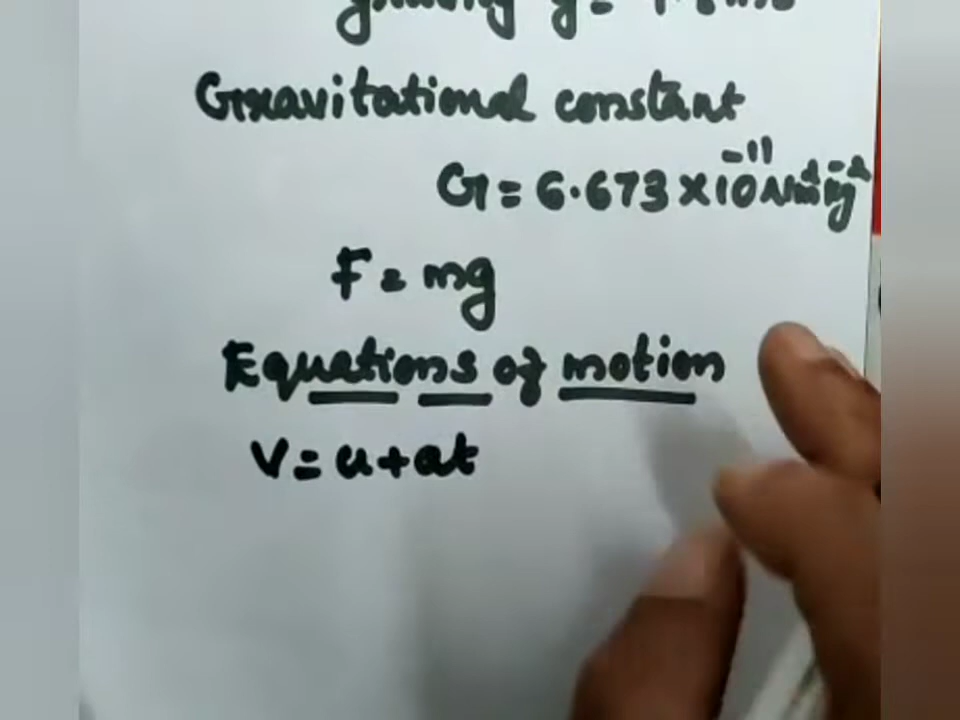 Gravitational constant
G = 6.673 × 10⁻¹¹ Nm²kg⁻²
F = mg
Equations of motion
V = u + at